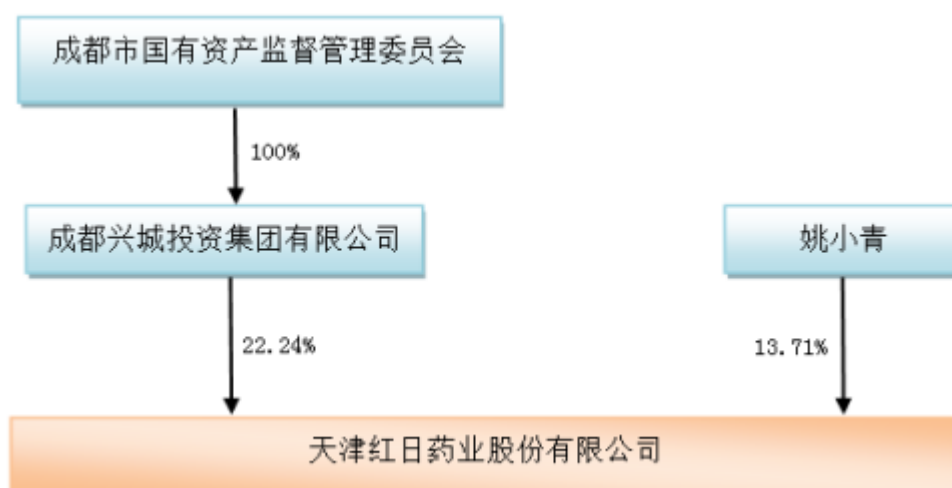 成都市国有资产监督管理委员会
100%
成都兴城投资集团有限公司
姚小青
22.24%
13.71%
天津红日药业股份有限公司